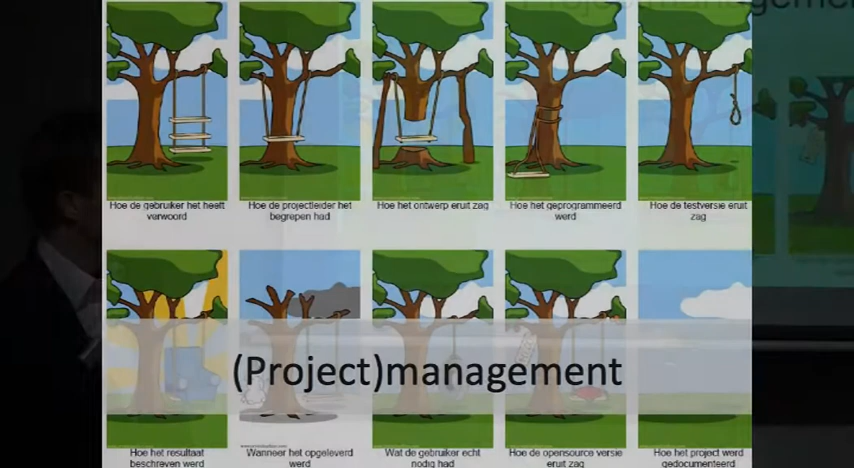 Hoe de gebruiker het heeft
verwoord
Hoe de projectleider het
begrepen had
Hoe het ontwerp eruit zag
Hoe het geprogrammeerd
werd
Hoe de testversie eruit
zag
(Project)management
Hoe het resultaat
beschreven werd
Wanneer het opgeleverd
werd
Wat de gebruiker echt
nodig had
Hoe de opensource versie
eruit zag
Hoe het project werd
gedocumenteerd